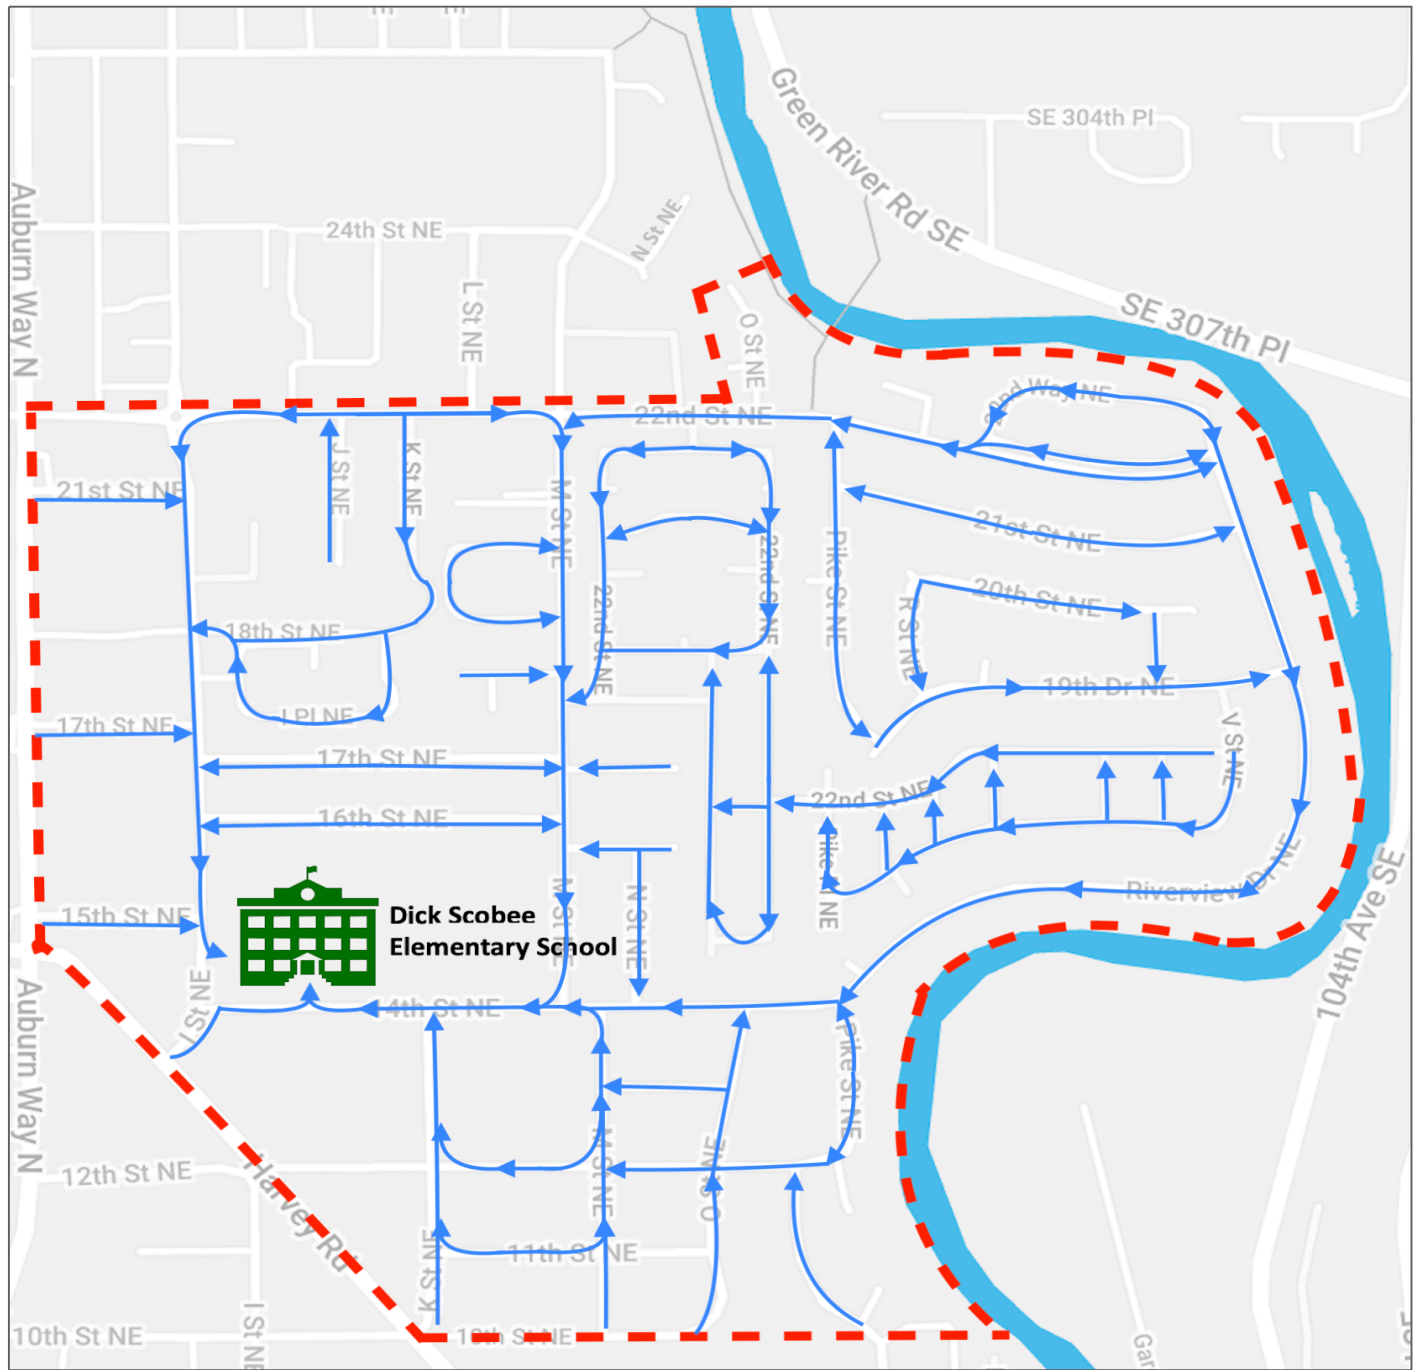 Green River Rd SE
SE 304th Pl
Auburn Way N
24th St NE
N St NE
L St NE
O St NE
SE 307th Pl
22nd Way NE
22nd St NE
J St NE
K St NE
21st St NE
M St NE
22nd St NE
22nd St NE
Pike St NE
21st St NE
20th St NE
R St NE
18th St NE
19th Dr NE
I Pl NE
17th St NE
V St NE
17th St NE
22nd St NE
16th St NE
Pike Pl NE
Riverview Dr NE
104th Ave SE
15th St NE
Dick Scobee
Elementary School
M St NE
N St NE
I St NE
14th St NE
Auburn Way N
Pike St NE
12th St NE
Harvey Rd
M St NE
O St NE
11th St NE
K St NE
I St NE
10th St NE
10th St NE
Gar